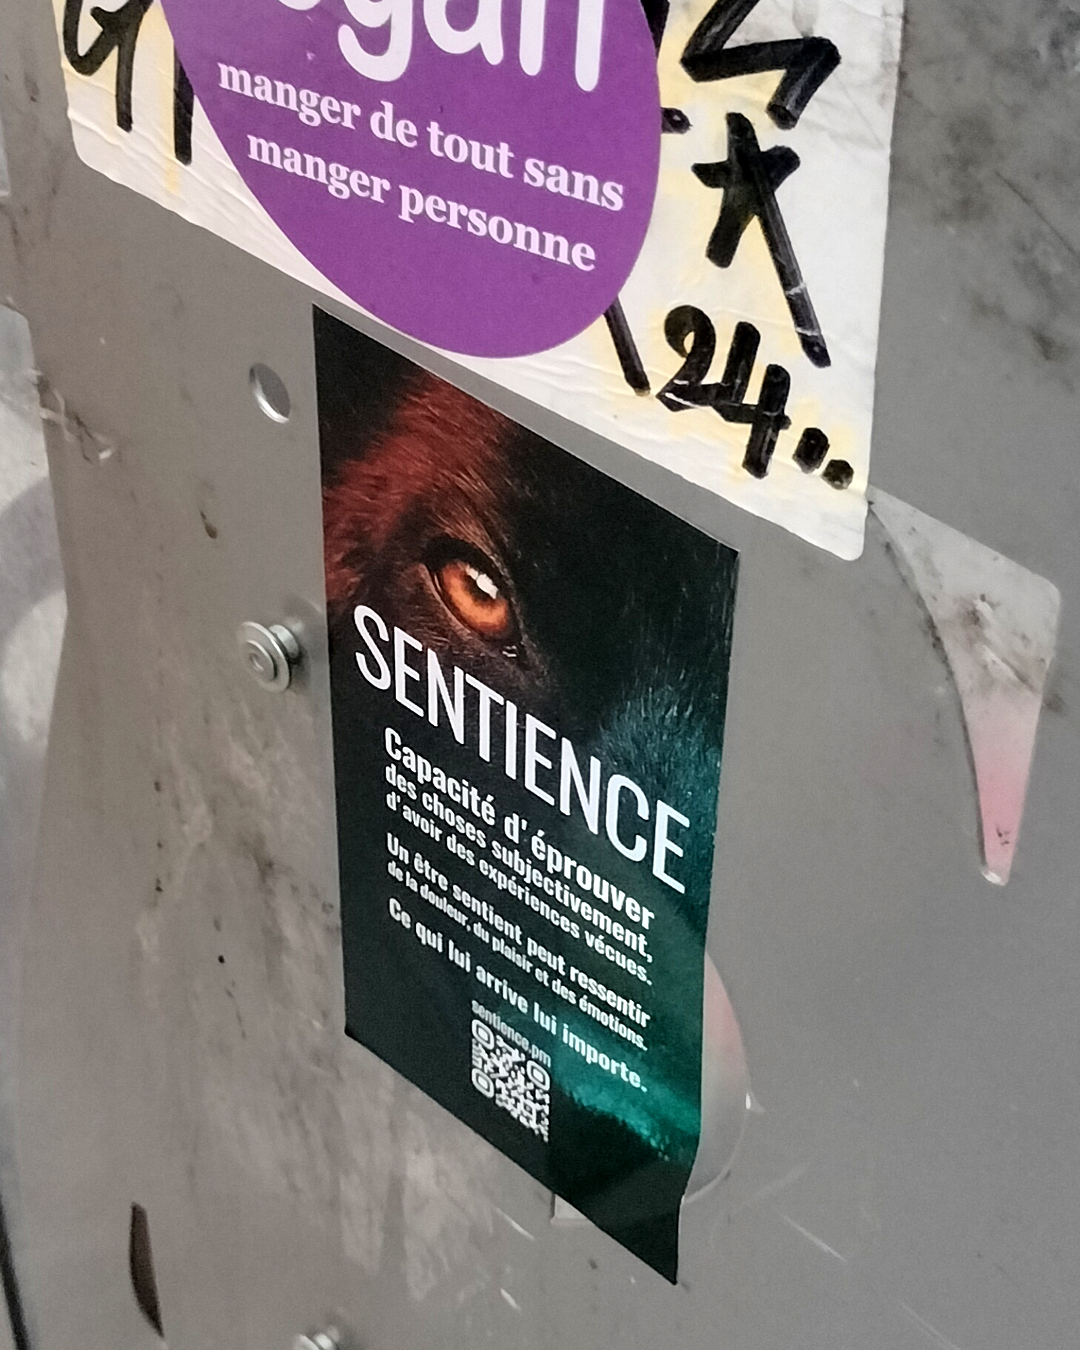 manger de tout sans
manger personne
24
SENTIENCE
Capacité d'éprouver
des choses subjectivement,
d'avoir des expériences vécues.
Un être sentient peut ressentir
de la douleur, du plaisir et des émotions.
Ce qui lui arrive lui importe.
sentience.pm